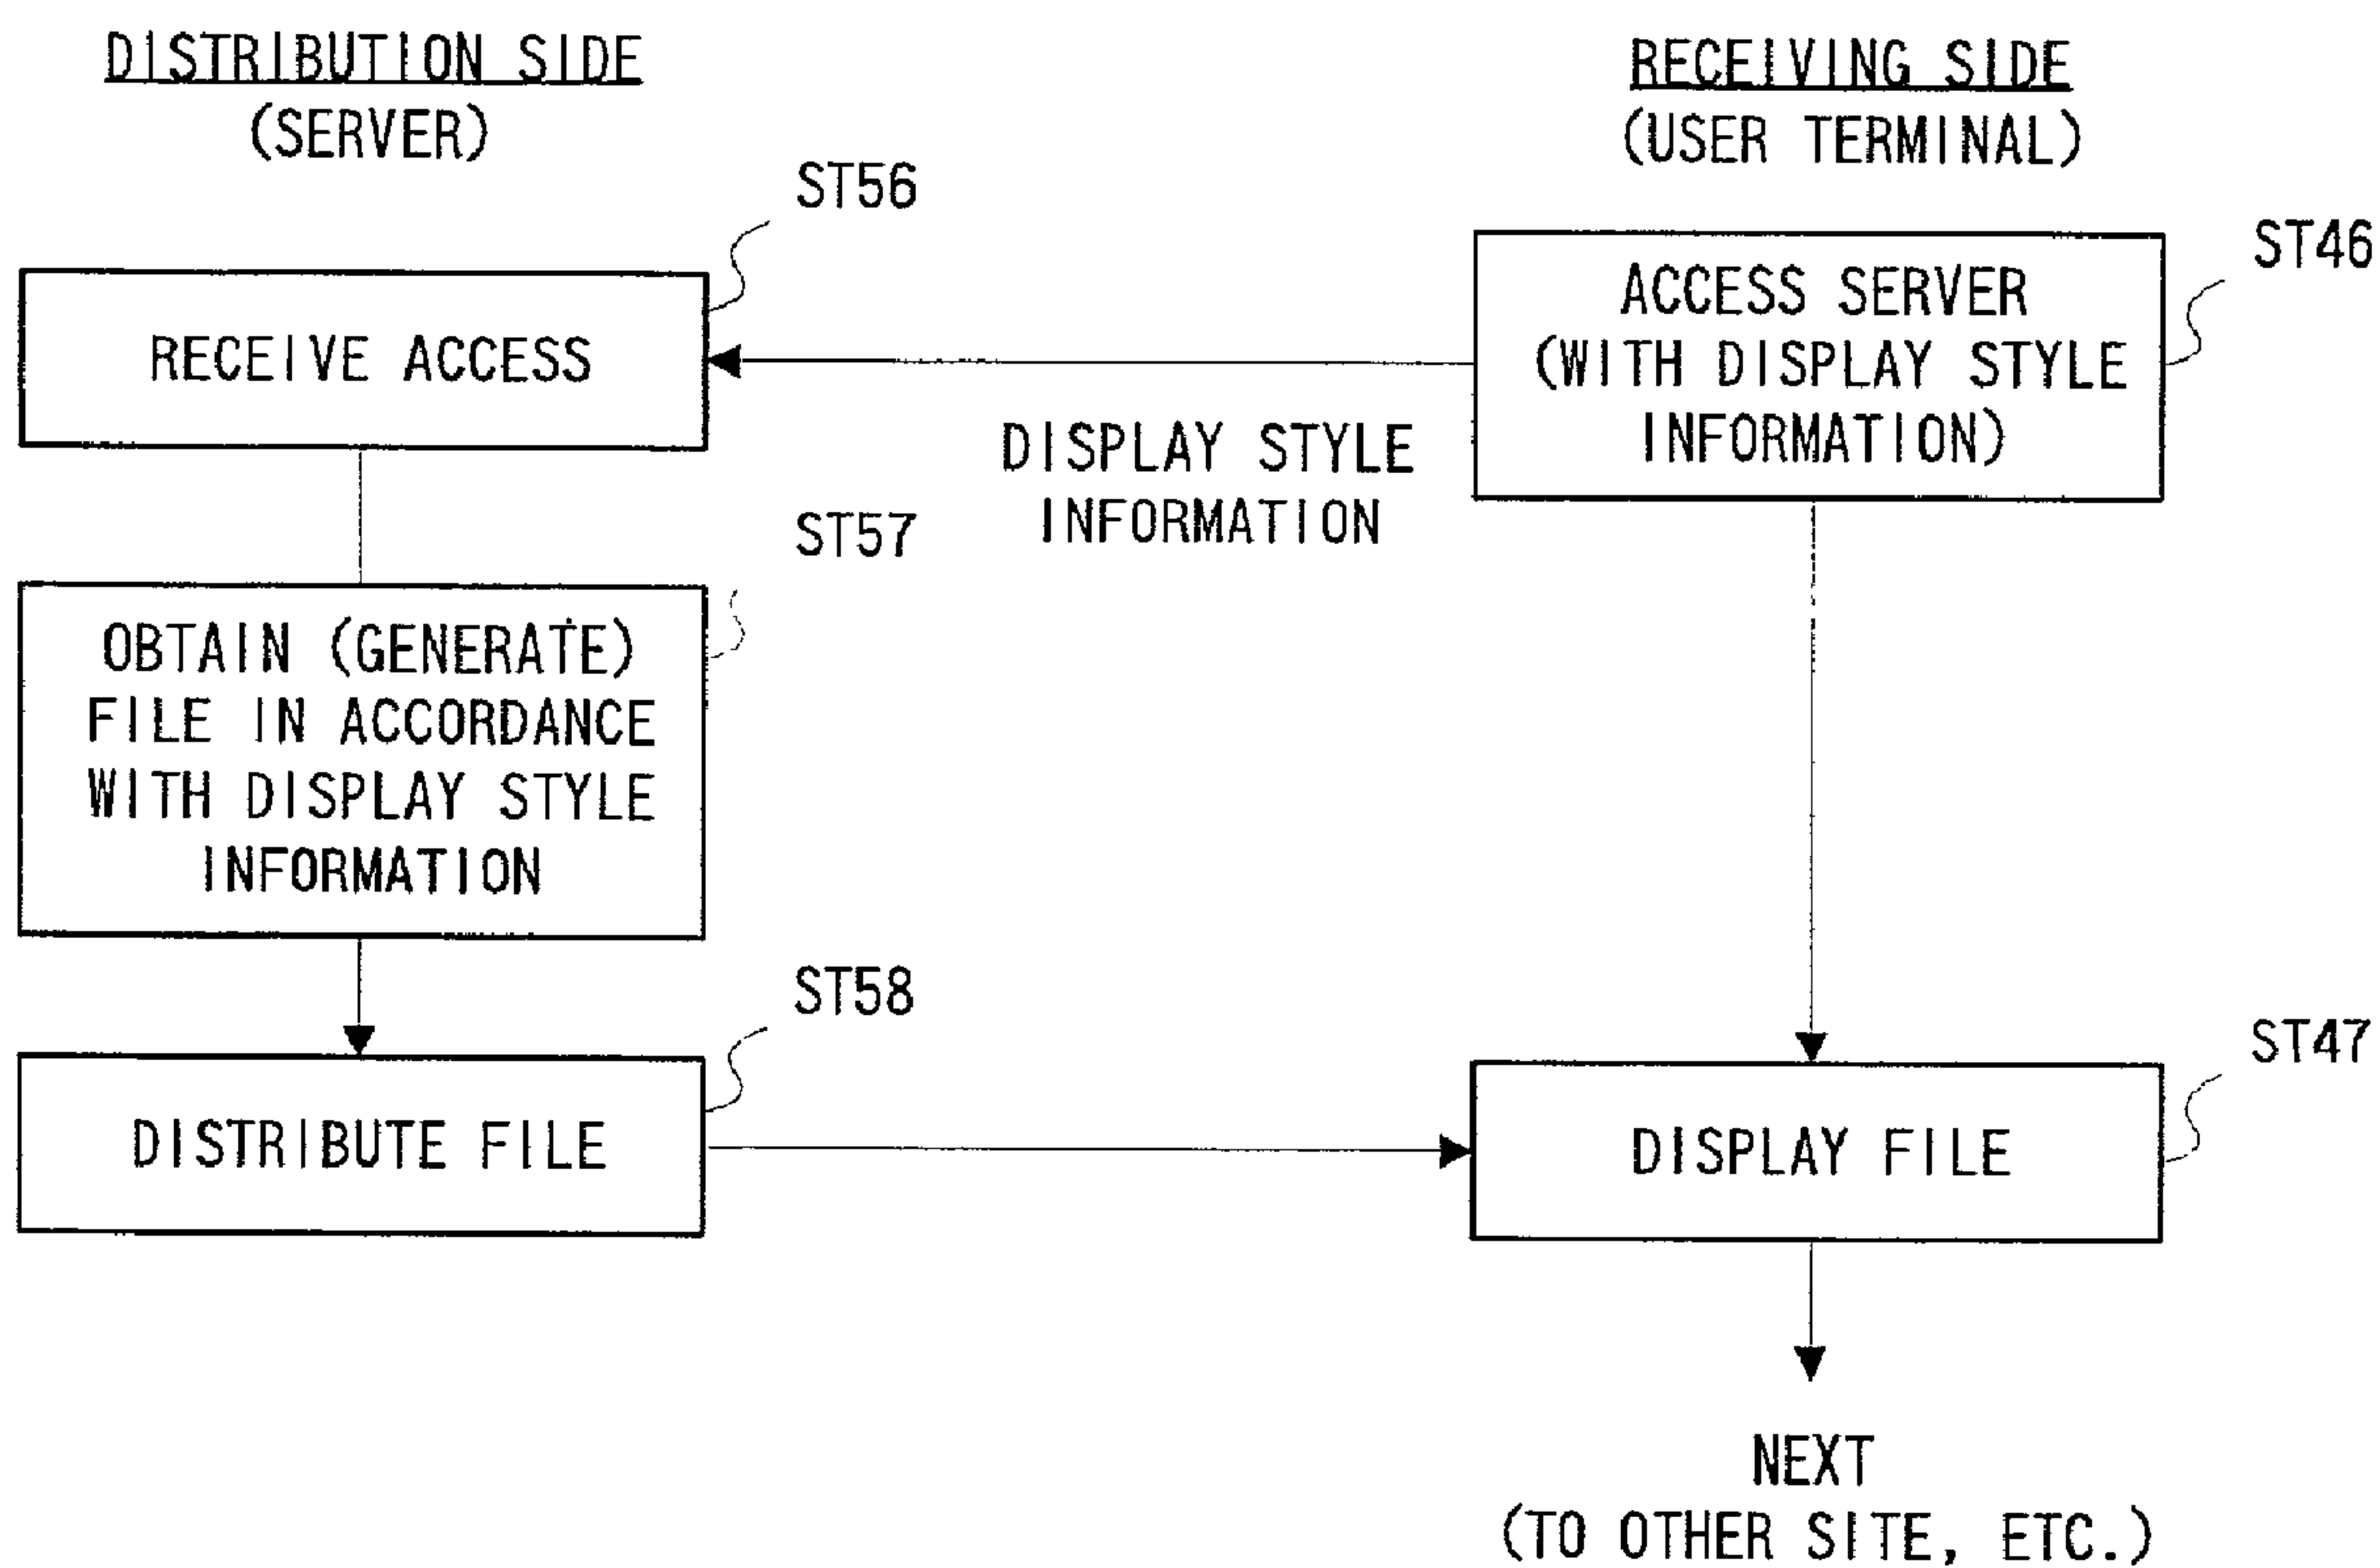 DISTRIBUTION SIDE
(SERVER)
RECEIVING SIDE
(USER TERMINAL)
ST56
ST46
RECEIVE ACCESS
ACCESS SERVER
(WITH DISPLAY STYLE
INFORMATION)
DISPLAY STYLE
INFORMATION
ST57
OBTAIN (GENERATE)
FILE IN ACCORDANCE
WITH DISPLAY STYLE
INFORMATION
ST58
ST47
DISTRIBUTE FILE
DISPLAY FILE
NEXT
(TO OTHER SITE, ETC.)